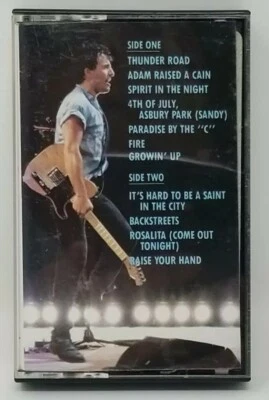 SIDE ONE
THUNDER ROAD
ADAM RAISED A CAIN
SPIRIT IN THE NIGHT
4TH OF JULY,
ASBURY PARK (SANDY)
PARADISE BY THE "C"
FIRE
GROWIN' UP
SIDE TWO
IT'S HARD TO BE A SAINT
IN THE CITY
BACKSTREETS
ROSALITA (COME OUT
TONIGHT)
RAISE YOUR HAND